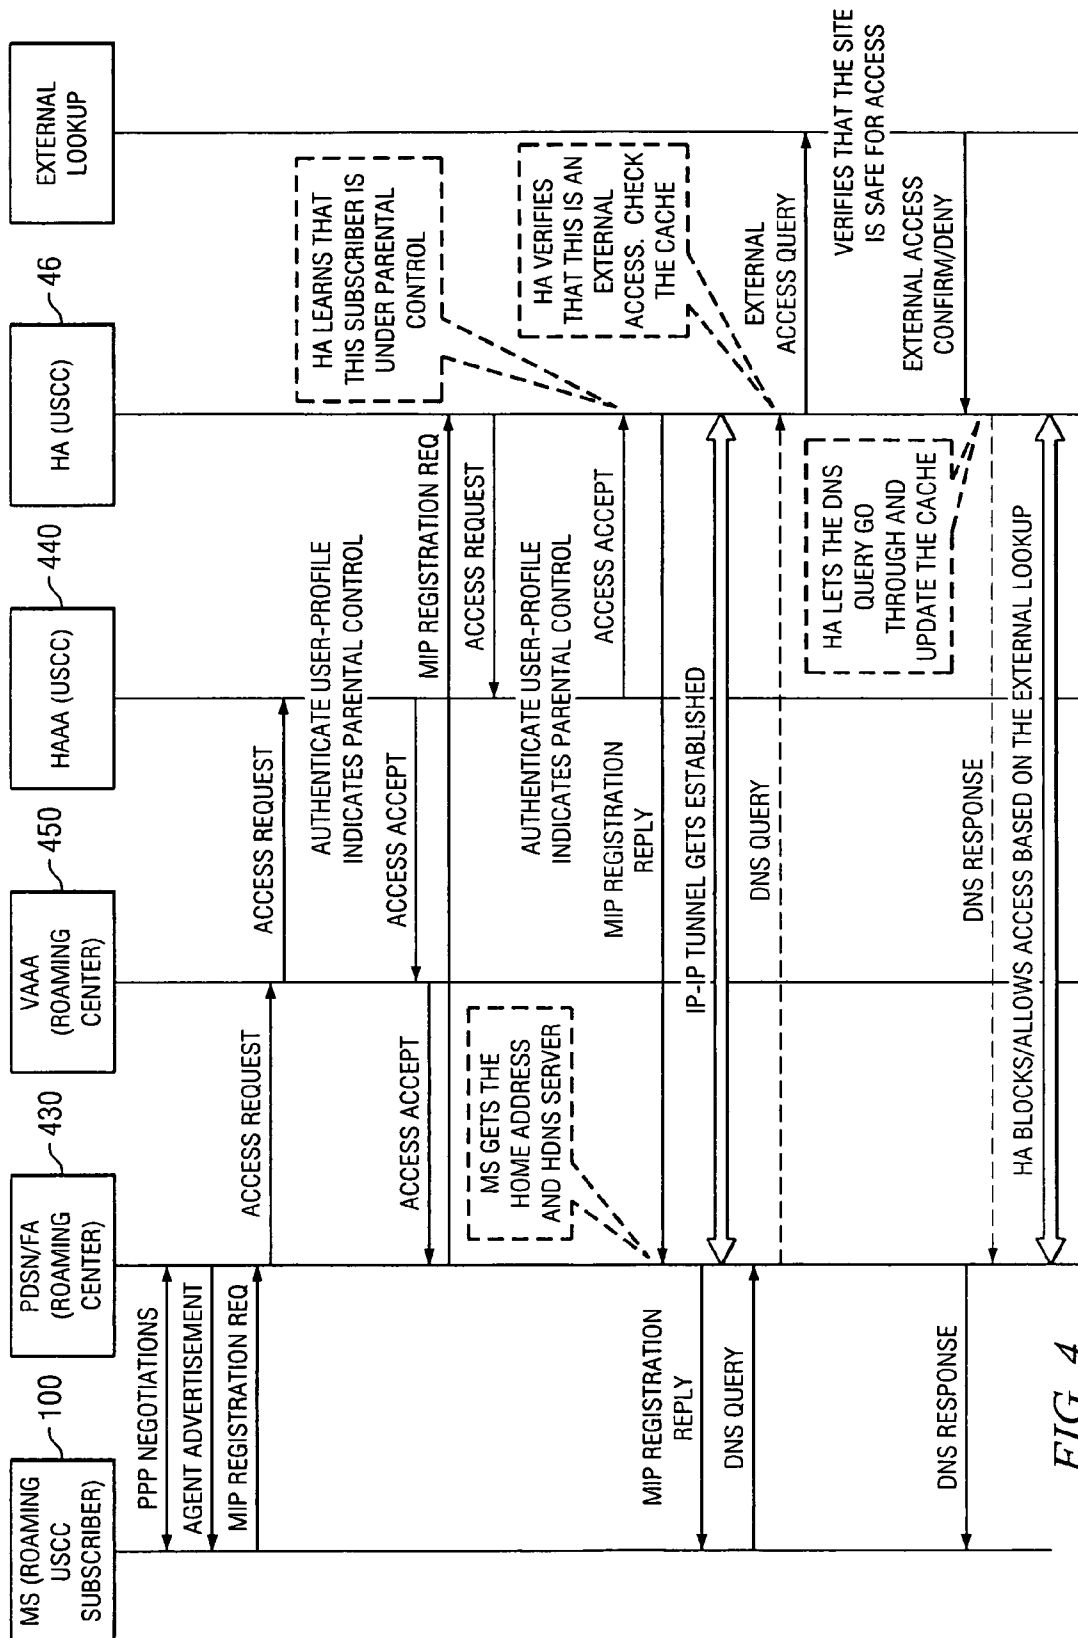 MS (ROAMING
USCC
SUBSCRIBER)
100
PDSN/FA
(ROAMING
CENTER)
430
VAAA
(ROAMING
CENTER)
450
HAAA (USCC)
440
HA (USCC)
46
EXTERNAL
LOOKUP
PPP NEGOTIATIONS
AGENT ADVERTISEMENT
MIP REGISTRATION REQ
ACCESS REQUEST
ACCESS REQUEST
AUTHENTICATE USER-PROFILE
INDICATES PARENTAL CONTROL
ACCESS ACCEPT
ACCESS ACCEPT
MIP REGISTRATION REQ
ACCESS REQUEST
HA LEARNS THAT
THIS SUBSCRIBER IS
UNDER PARENTAL
CONTROL
AUTHENTICATE USER-PROFILE
INDICATES PARENTAL CONTROL
ACCESS ACCEPT
MS GETS THE
HOME ADDRESS
AND HDNS SERVER
MIP REGISTRATION
REPLY
MIP REGISTRATION
REPLY
IP-IP TUNNEL GETS ESTABLISHED
HA VERIFIES
THAT THIS IS AN
EXTERNAL
ACCESS. CHECK
THE CACHE
DNS QUERY
DNS QUERY
EXTERNAL
ACCESS QUERY
VERIFIES THAT THE SITE
IS SAFE FOR ACCESS
EXTERNAL ACCESS
CONFIRM/DENY
HA LETS THE DNS
QUERY GO
THROUGH AND
UPDATE THE CACHE
DNS RESPONSE
DNS RESPONSE
HA BLOCKS/ALLOWS ACCESS BASED ON THE EXTERNAL LOOKUP
FIG. 4